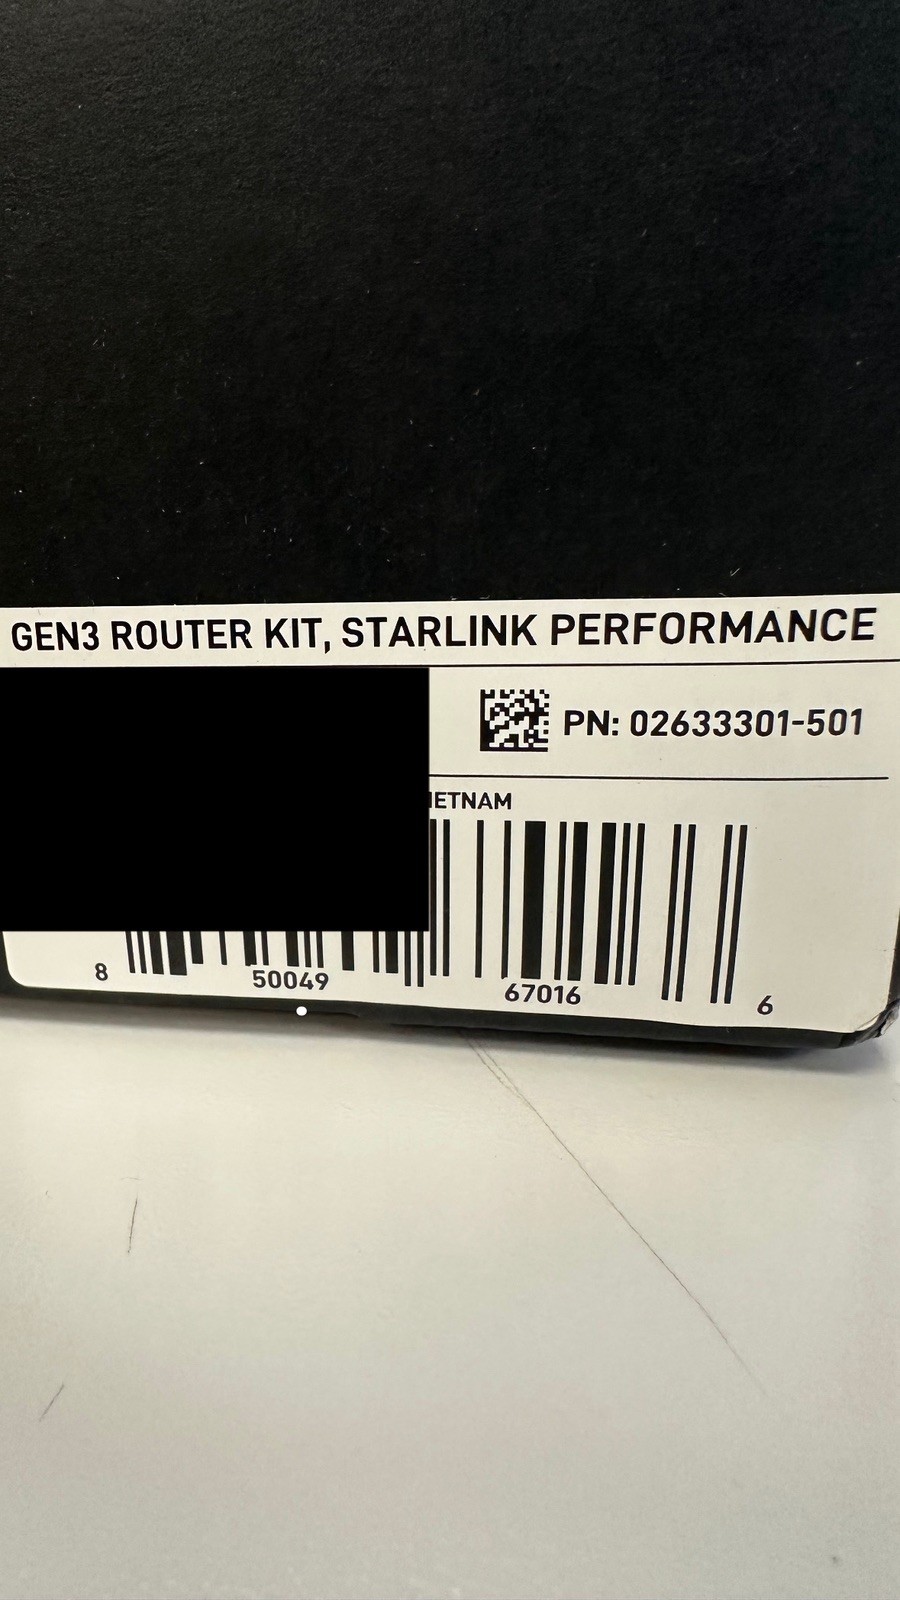 GEN3 ROUTER KIT, STARLINK PERFORMANCE
PN: 02633301-501
IETNAM
8 50049 67016 6